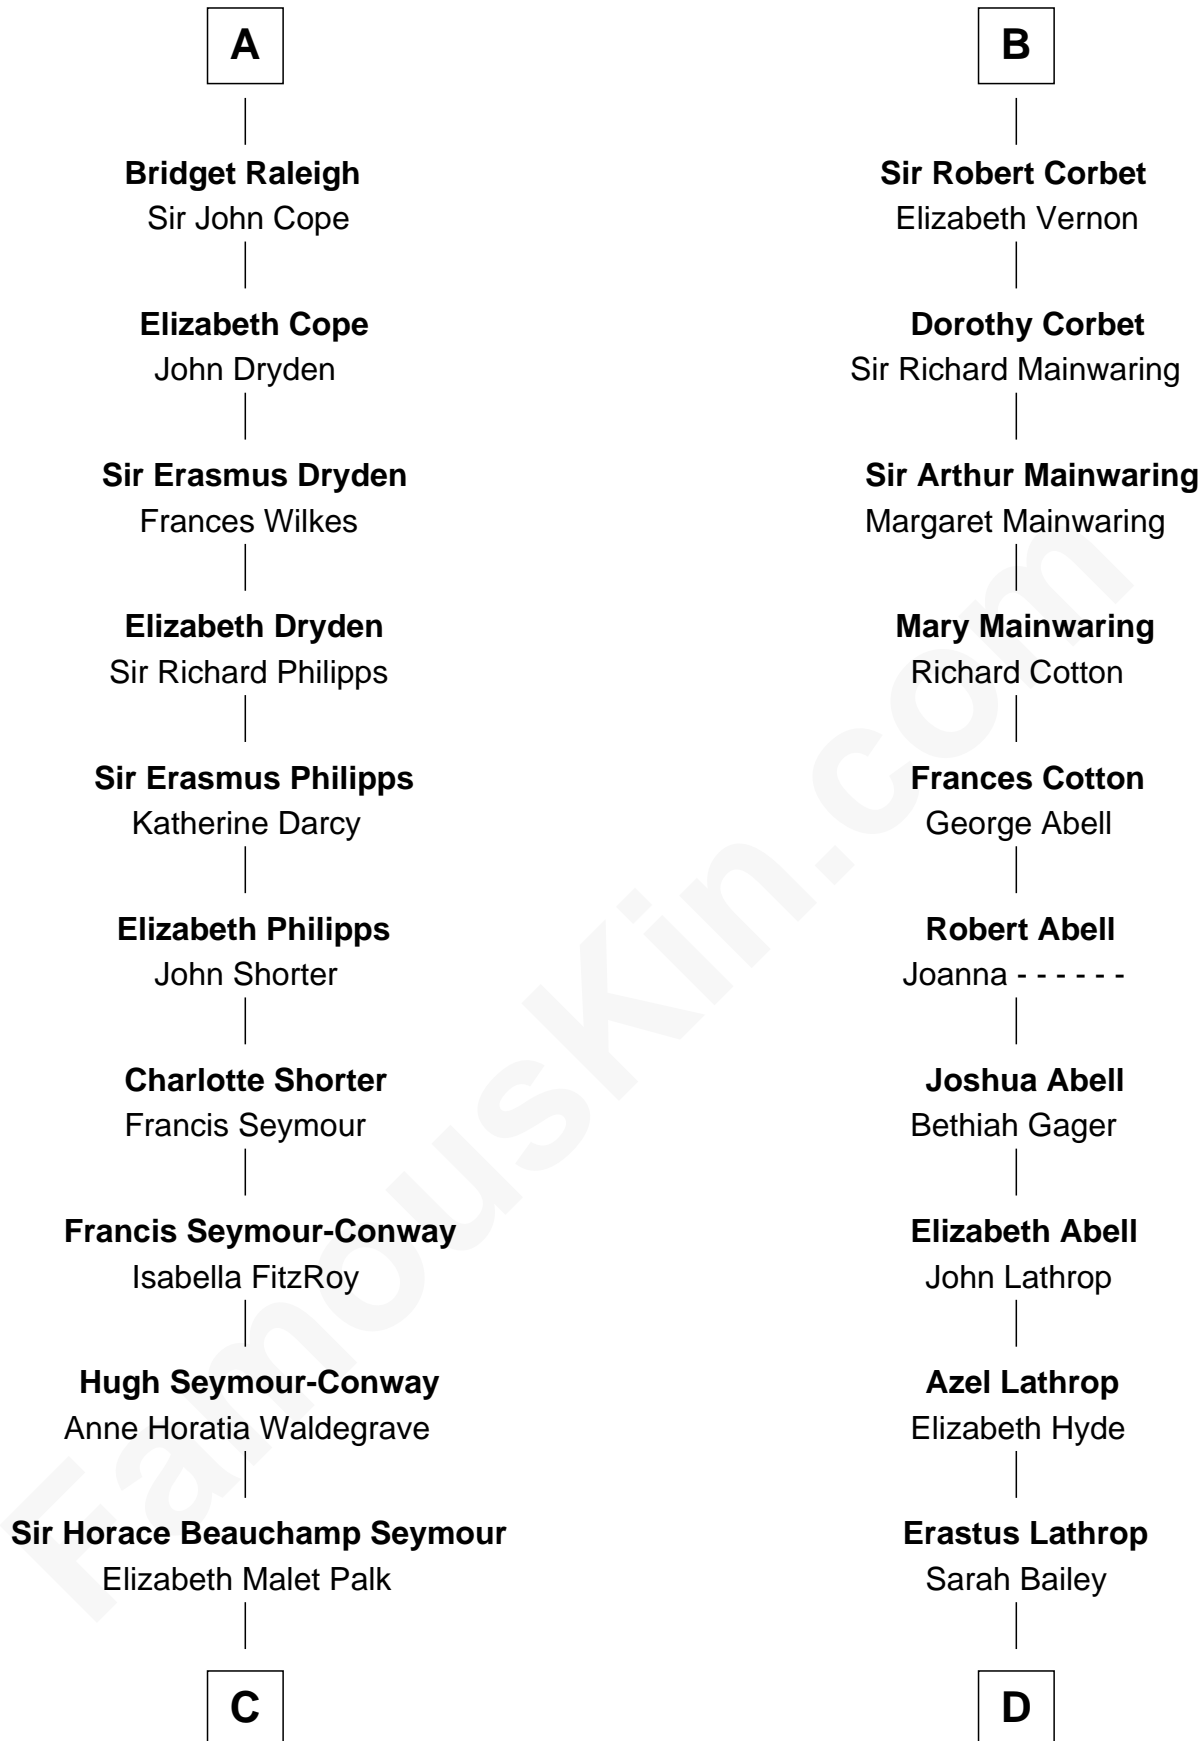 A
Bridget Raleigh
Sir John Cope
Elizabeth Cope
John Dryden
Sir Erasmus Dryden
Frances Wilkes
Elizabeth Dryden
Sir Richard Philipps
Sir Erasmus Philipps
Katherine Darcy
Elizabeth Philipps
John Shorter
Charlotte Shorter
Francis Seymour
Francis Seymour-Conway
Isabella FitzRoy
Hugh Seymour-Conway
Anne Horatia Waldegrave
Sir Horace Beauchamp Seymour
Elizabeth Malet Palk
C
B
Sir Robert Corbet
Elizabeth Vernon
Dorothy Corbet
Sir Richard Mainwaring
Sir Arthur Mainwaring
Margaret Mainwaring
Mary Mainwaring
Richard Cotton
Frances Cotton
George Abell
Robert Abell
Joanna - - - - - -
Joshua Abell
Bethiah Gager
Elizabeth Abell
John Lathrop
Azel Lathrop
Elizabeth Hyde
Erastus Lathrop
Sarah Bailey
D
FamousKin.com